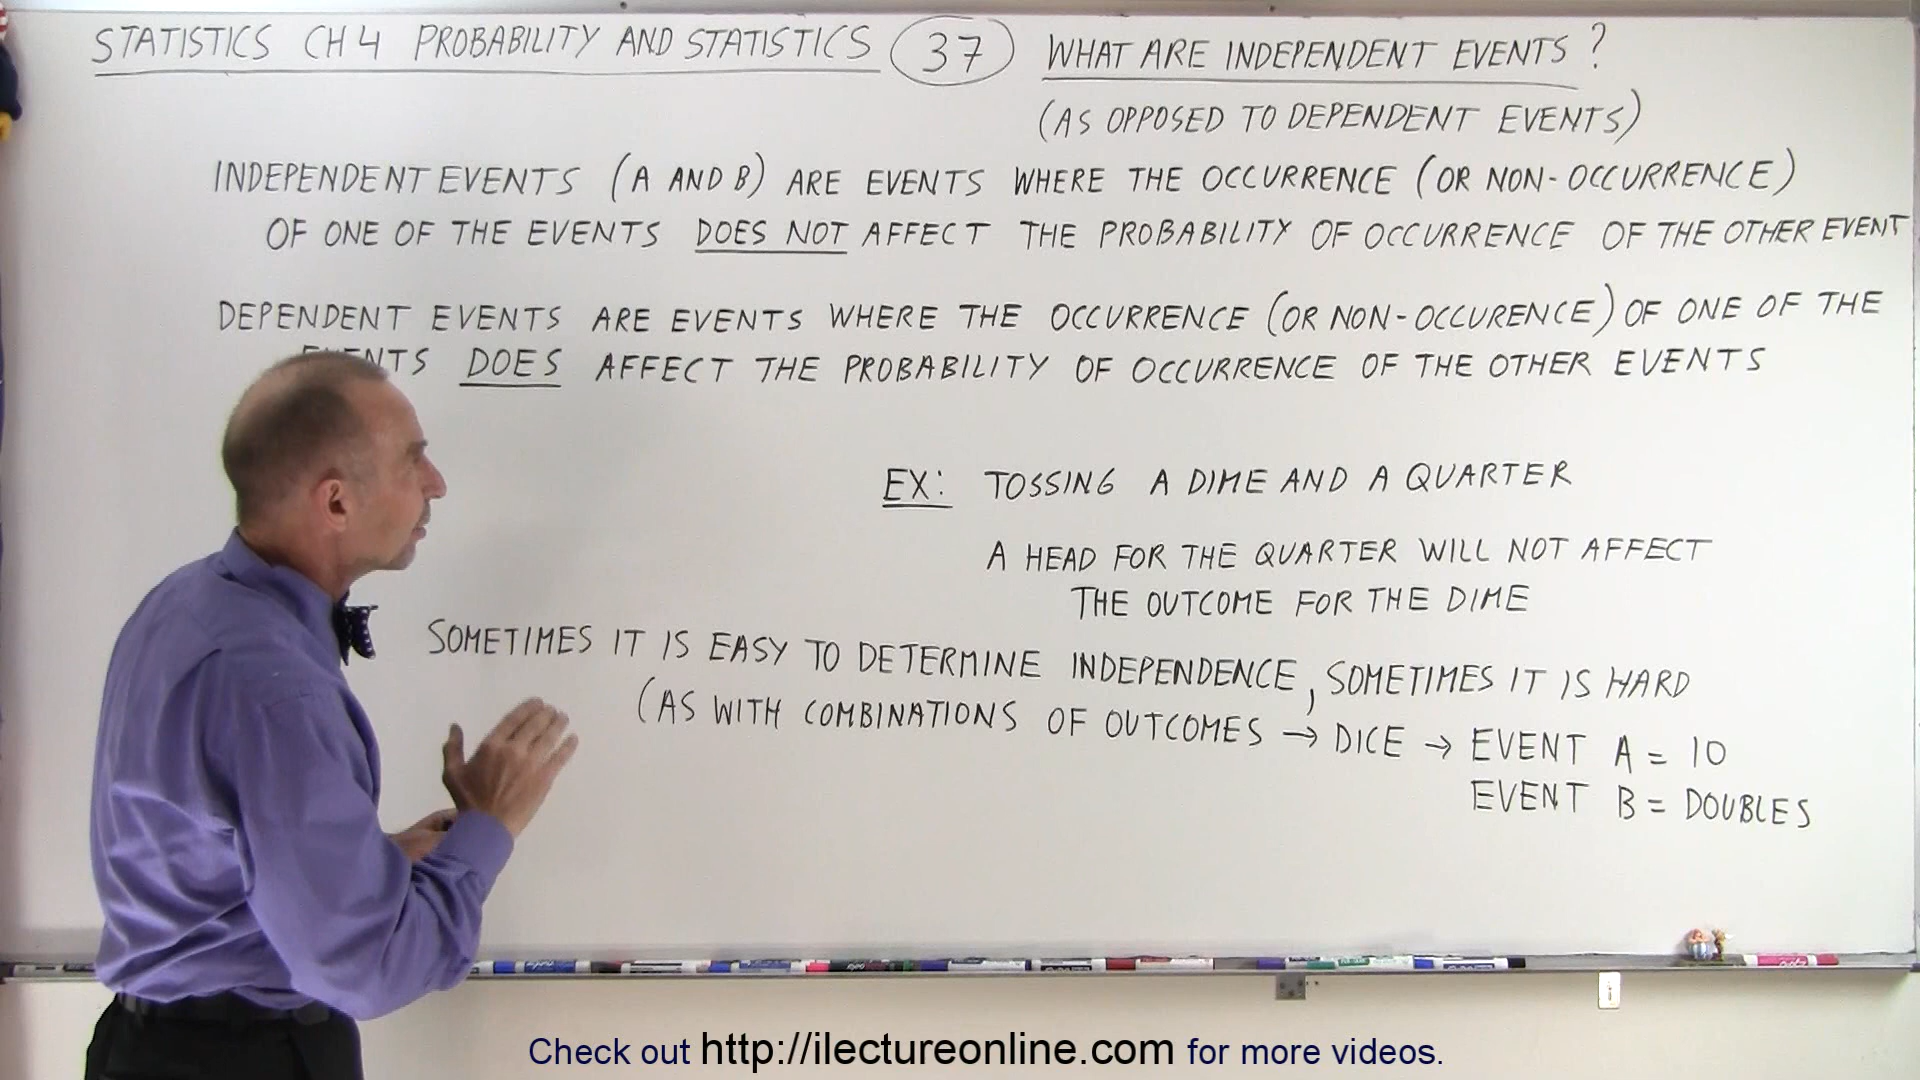 STATISTICS CH 4 PROBABILITY AND STATISTICS 37 WHAT ARE INDEPENDENT EVENTS?
(AS OPPOSED TO DEPENDENT EVENTS)
INDEPENDENT EVENTS (A AND B) ARE EVENTS WHERE THE OCCURRENCE (OR NON-OCCURRENCE)
OF ONE OF THE EVENTS DOES NOT AFFECT THE PROBABILITY OF OCCURRENCE OF THE OTHER EVENT
DEPENDENT EVENTS ARE EVENTS WHERE THE OCCURRENCE (OR NON-OCCURENCE) OF ONE OF THE
EVENTS DOES AFFECT THE PROBABILITY OF OCCURRENCE OF THE OTHER EVENTS
EX: TOSSING A DIME AND A QUARTER
A HEAD FOR THE QUARTER WILL NOT AFFECT
THE OUTCOME FOR THE DIME
SOMETIMES IT IS EASY TO DETERMINE INDEPENDENCE, SOMETIMES IT IS HARD
(AS WITH COMBINATIONS OF OUTCOMES → DICE → EVENT A = 10
EVENT B = DOUBLES
Check out http://ilectureonline.com for more videos.